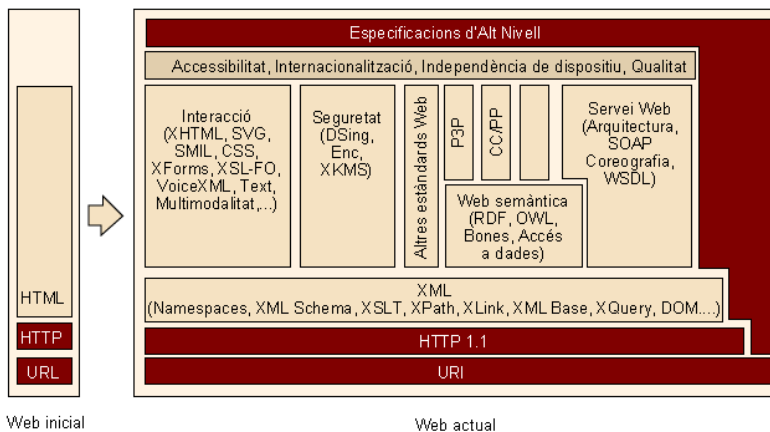 HTML
HTTP
URL
Web inicial
Especificacions d'Alt Nivell
Accessibilitat, Internacionalització, Independència de dispositiu, Qualitat
Interacció
(XHTML, SVG,
SMIL, CSS,
XForms, XSL-FO,
VoiceXML, Text,
Multimodalitat,...)
Seguretat
(DSing,
Enc,
XKMS)
Altres estàndards Web
P3P
CC/PP
Web semàntica
(RDF, OWL,
Bones, Accés
a dades)
Servei Web
(Arquitectura,
SOAP
Coreografia,
WSDL)
XML
(Namespaces, XML Schema, XSLT, XPath, XLink, XML Base, XQuery, DOM....)
HTTP 1.1
URI
Web actual